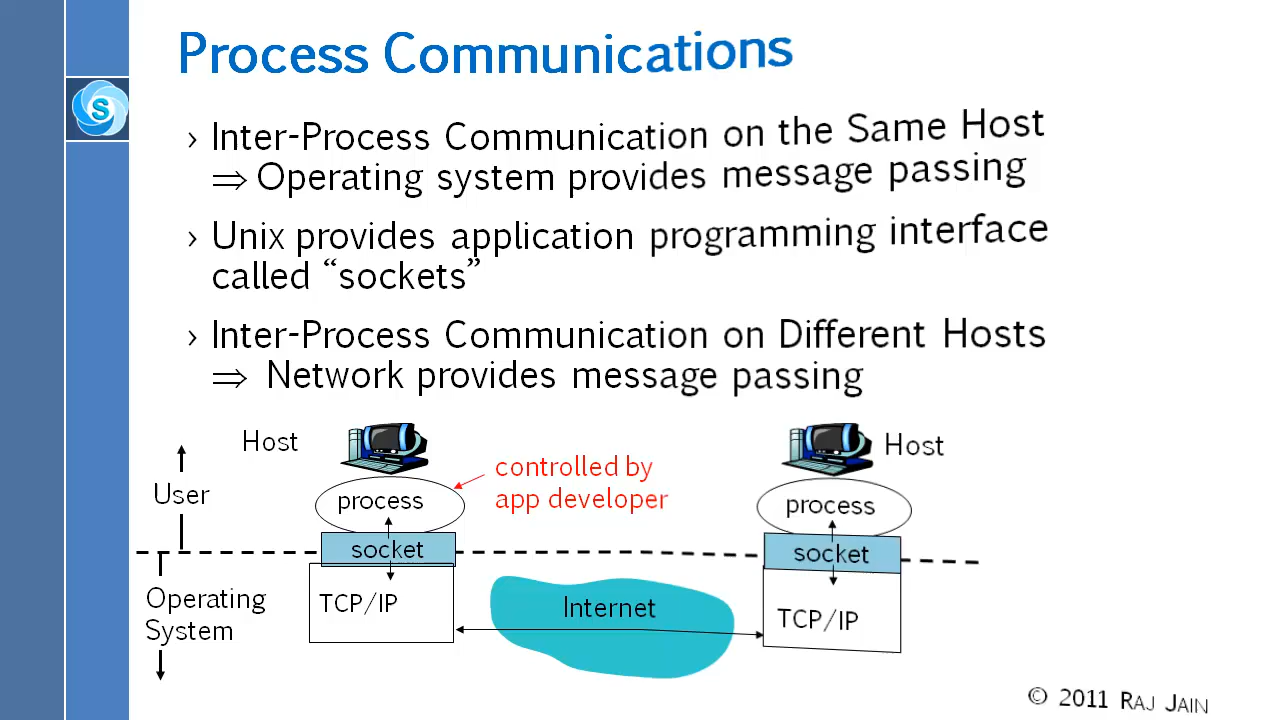 Process Communications
S
› Inter-Process Communication on the Same Host
⇒ Operating system provides message passing
› Unix provides application programming interface
called “sockets”
› Inter-Process Communication on Different Hosts
⇒ Network provides message passing
Host
Host
controlled by
app developer
User
process
process
socket
socket
Operating
System
TCP/IP
Internet
TCP/IP
© 2011 RAJ JAIN